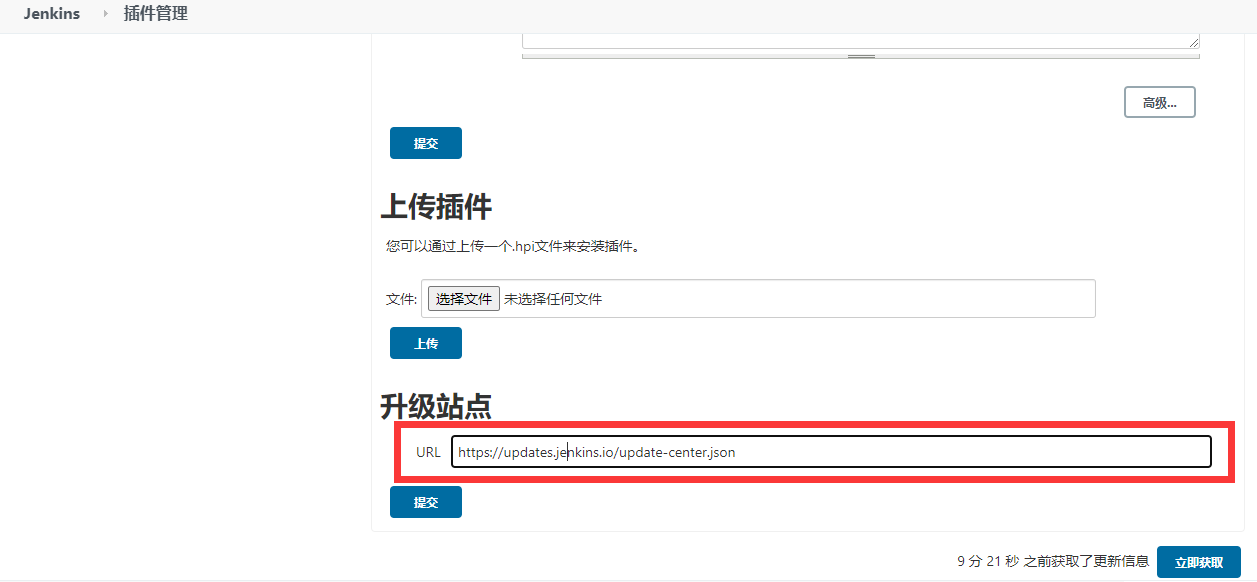 Jenkins 插件管理
高级...
提交
上传插件
您可以通过上传一个.hpi文件来安装插件。
文件: 选择文件 未选择任何文件
上传
升级站点
URL https://updates.jenkins.io/update-center.json
提交
9 分 21 秒 之前获取了更新信息 立即获取